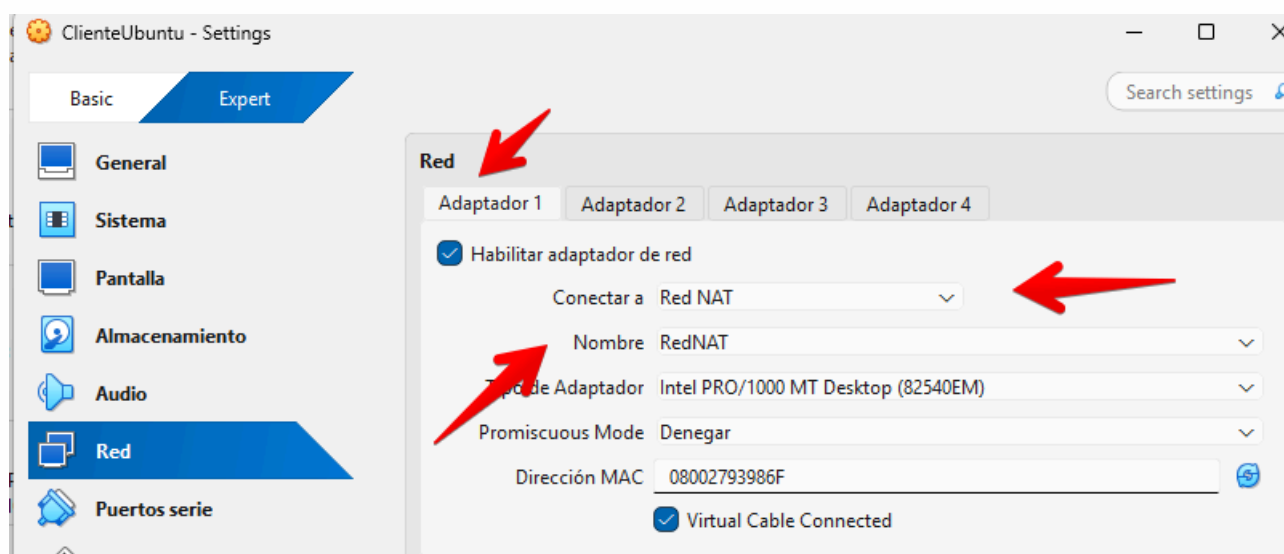 ClienteUbuntu - Settings
Basic
Expert
Search settings
General
Sistema
Pantalla
Almacenamiento
Audio
Red
Puertos serie
Red
Adaptador 1
Adaptador 2
Adaptador 3
Adaptador 4
Habilitar adaptador de red
Conectar a Red NAT
Nombre RedNAT
Tipo de Adaptador Intel PRO/1000 MT Desktop (82540EM)
Promiscuous Mode Denegar
Dirección MAC 08002793986F
Virtual Cable Connected